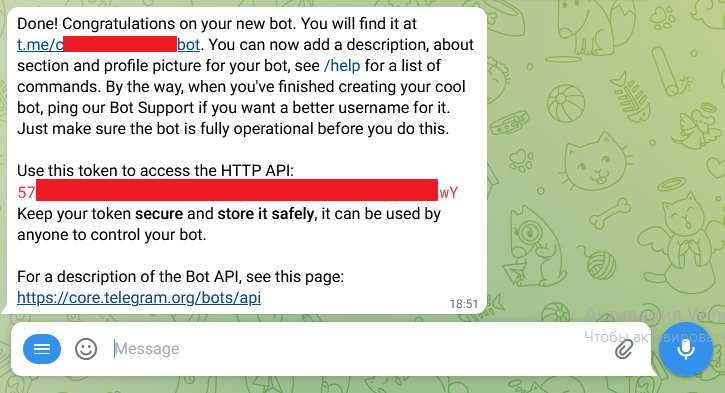 Done! Congratulations on your new bot. You will find it at
t.me/c bot. You can now add a description, about
section and profile picture for your bot, see /help for a list of
commands. By the way, when you've finished creating your cool
bot, ping our Bot Support if you want a better username for it.
Just make sure the bot is fully operational before you do this.
Use this token to access the HTTP API:
57 wY
Keep your token secure and store it safely, it can be used by
anyone to control your bot.
For a description of the Bot API, see this page:
https://core.telegram.org/bots/api
18:51
Message
Активация Win
Чтобы активироват